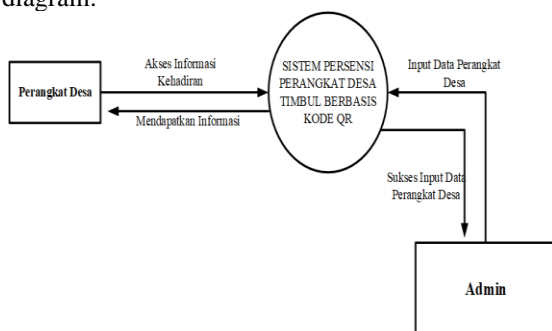 diagram.
Akses Informasi
Kehadiran
Perangkat Desa
Mendapatkan Informasi
SISTEM PERSENSI
PERANGKAT DESA
TIMBUL BERBASIS
KODE QR
Input Data Perangkat
Desa
Sukses Input Data
Perangkat Desa
Admin